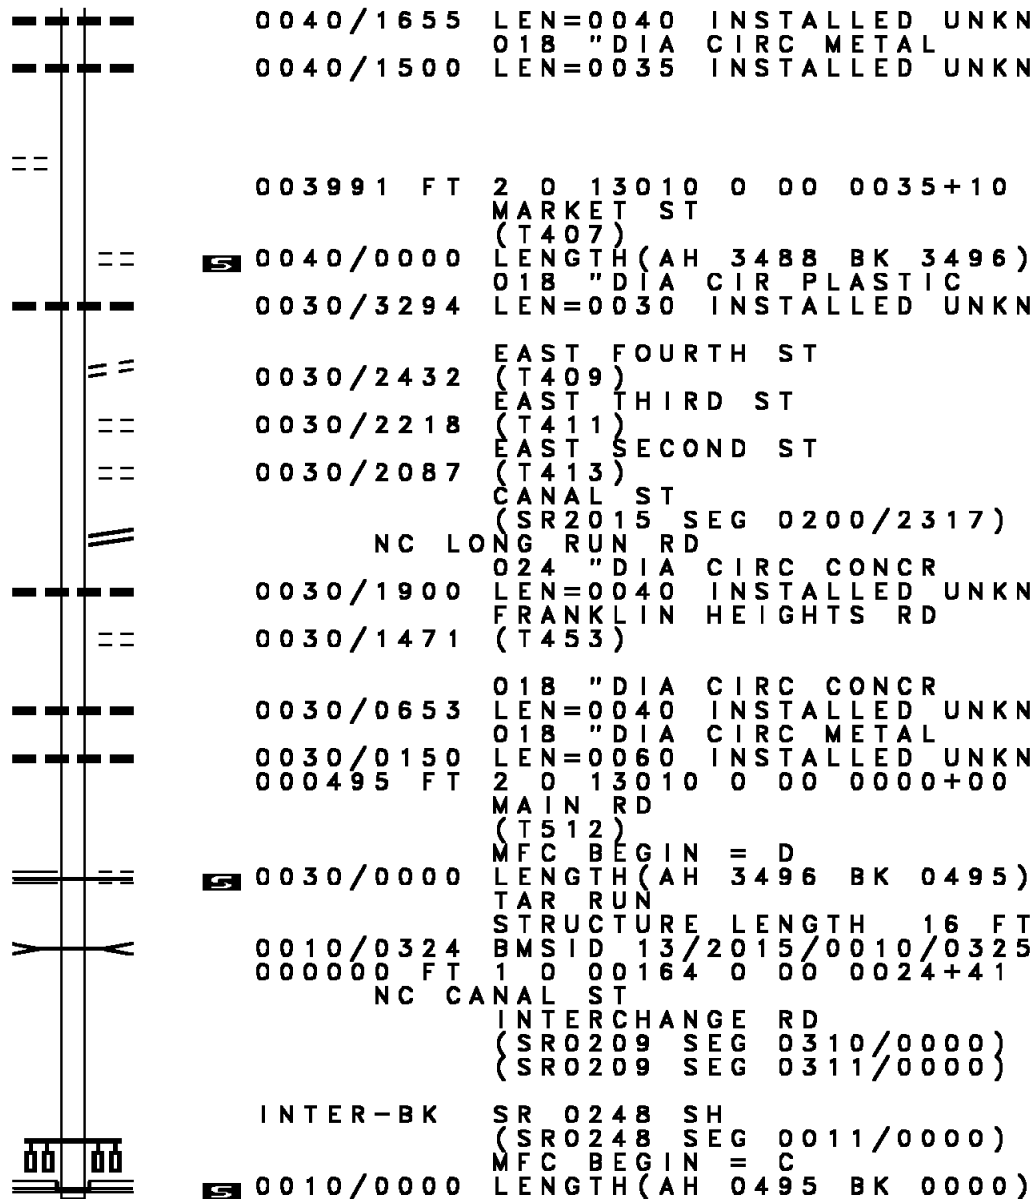 0040/1655 LEN=0040 INSTALLED UNKN
018 "DIA CIRC METAL
0040/1500 LEN=0035 INSTALLED UNKN
003991 FT 2 0 13010 0 00 0035+10
MARKET ST
(T407)
S 0040/0000 LENGTH(AH 3488 BK 3496)
018 "DIA CIR PLASTIC
0030/3294 LEN=0030 INSTALLED UNKN
EAST FOURTH ST
0030/2432 (T409)
EAST THIRD ST
0030/2218 (T411)
EAST SECOND ST
0030/2087 (T413)
CANAL ST
(SR2015 SEG 0200/2317)
NC LONG RUN RD
024 "DIA CIRC CONCR
0030/1900 LEN=0040 INSTALLED UNKN
FRANKLIN HEIGHTS RD
0030/1471 (T453)
018 "DIA CIRC CONCR
0030/0653 LEN=0040 INSTALLED UNKN
018 "DIA CIRC METAL
0030/0150 LEN=0060 INSTALLED UNKN
000495 FT 2 0 13010 0 00 0000+00
MAIN RD
(T512)
MFC BEGIN = D
S 0030/0000 LENGTH(AH 3496 BK 0495)
TAR RUN
STRUCTURE LENGTH 16 FT
0010/0324 BMSID 13/2015/0010/0325
000000 FT 1 0 00164 0 00 0024+41
NC CANAL ST
INTERCHANGE RD
(SR0209 SEG 0310/0000)
(SR0209 SEG 0311/0000)
INTER-BK SR 0248 SH
(SR0248 SEG 0011/0000)
MFC BEGIN = C
S 0010/0000 LENGTH(AH 0495 BK 0000)